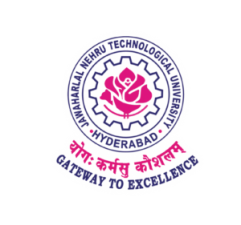 JAWAHARLAL NEHRU TECHNOLOGICAL UNIVERSITY
· HYDERABAD ·
योगः कर्मसु कौशलम्
GATEWAY TO EXCELLENCE